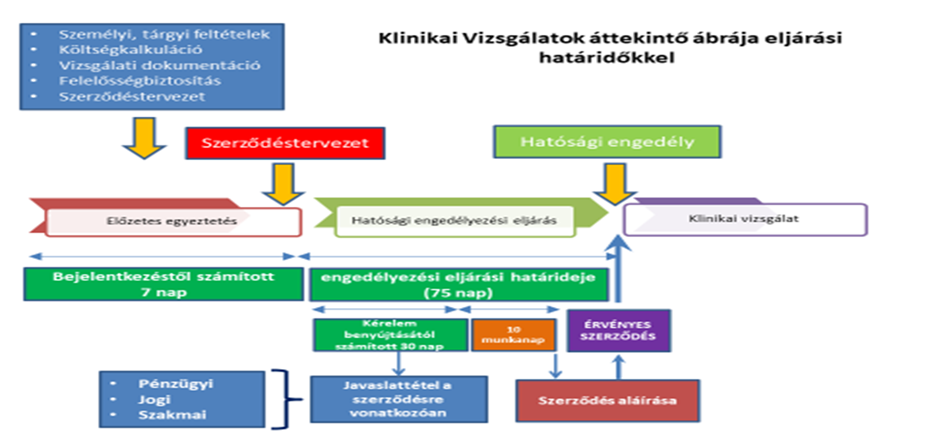 Személyi, tárgyi feltételek
Költségkalkuláció
Vizsgálati dokumentáció
Felelősségbiztosítás
Szerződéstervezet
Klinikai Vizsgálatok áttekintő ábrája eljárási
határidőkkel
Szerződéstervezet
Hatósági engedély
Előzetes egyeztetés
Hatósági engedélyezési eljárás
Klinikai vizsgálat
Bejelentkezéstől számított
7 nap
engedélyezési eljárási határideje
(75 nap)
Kérelem
benyújtásától
számított 30 nap
10
munkanap
ÉRVÉNYES
SZERZŐDÉS
Pénzügyi
Jogi
Szakmai
Javaslattétel a
szerződésre
vonatkozóan
Szerződés aláírása